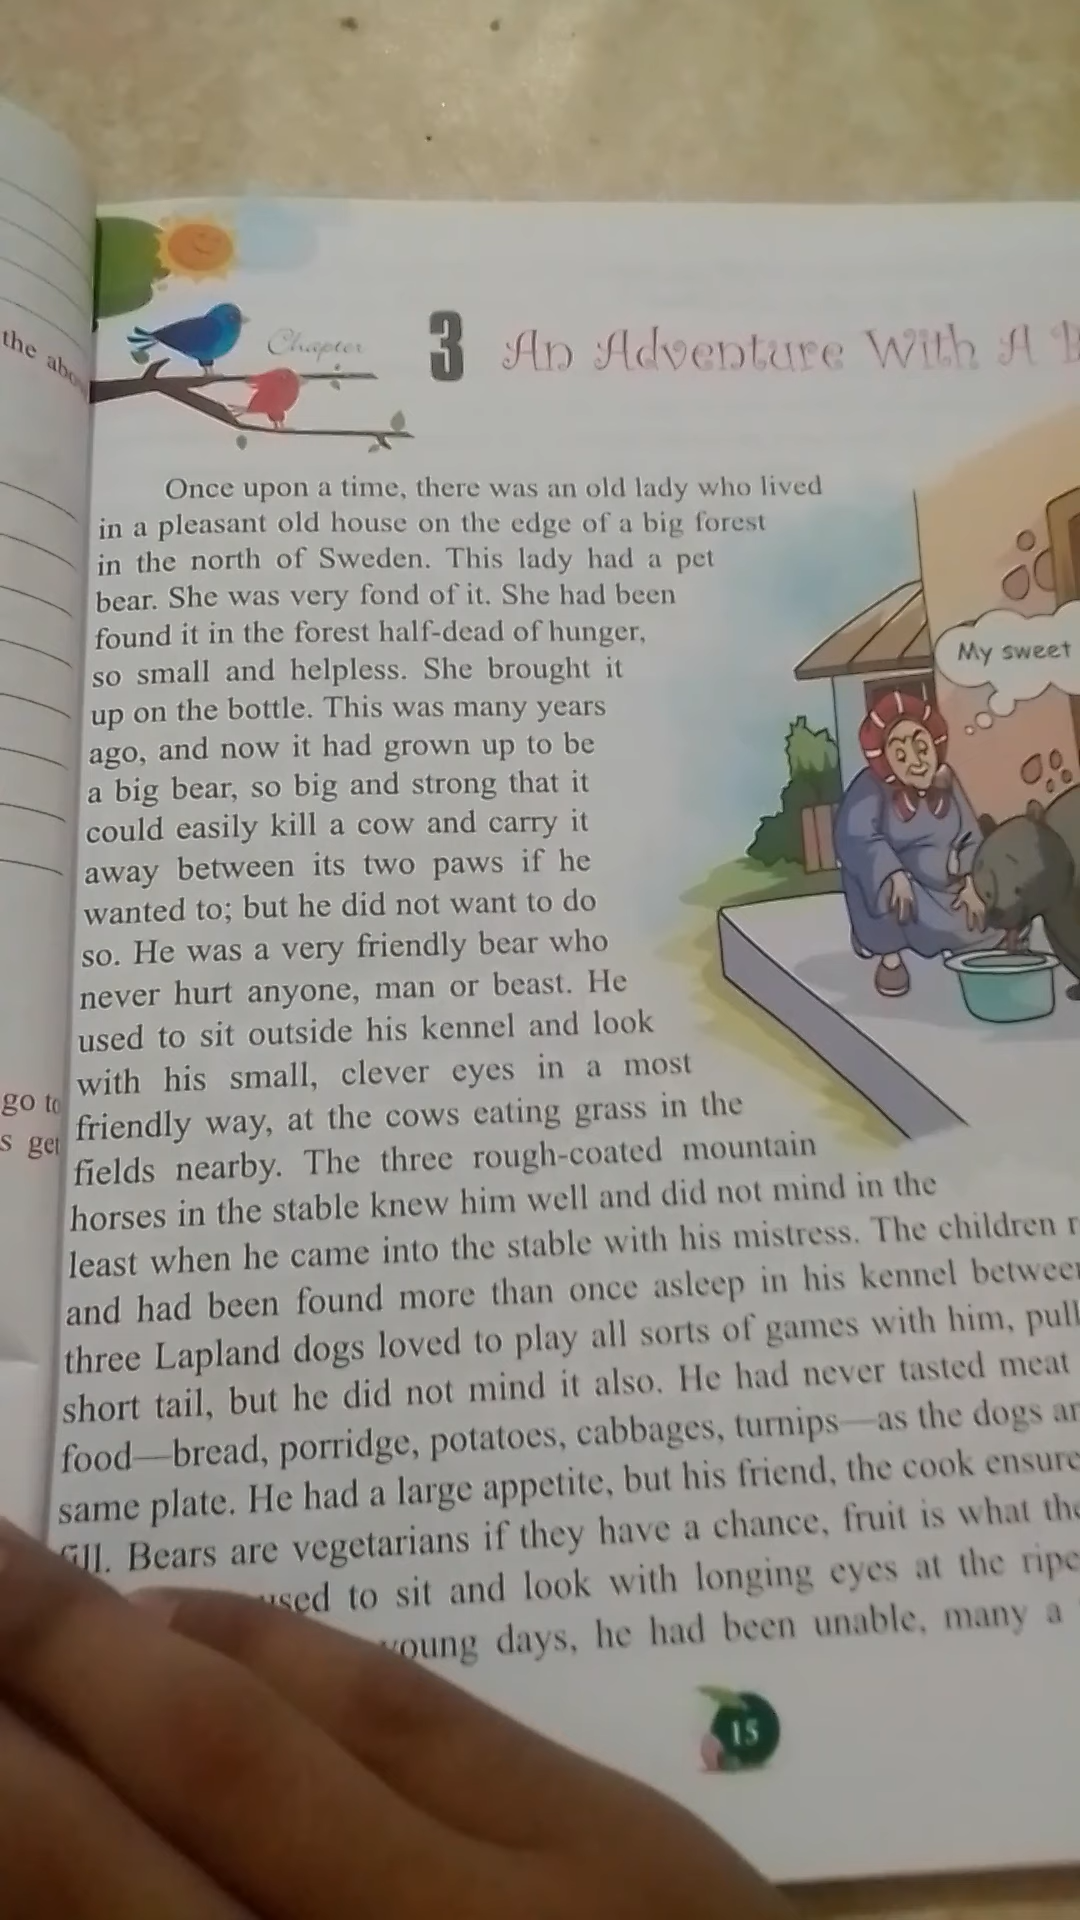 the abo
go to
s get
Chapter 3 An Adventure With A B
Once upon a time, there was an old lady who lived
in a pleasant old house on the edge of a big forest
in the north of Sweden. This lady had a pet
bear. She was very fond of it. She had been
found it in the forest half-dead of hunger,
so small and helpless. She brought it
up on the bottle. This was many years
ago, and now it had grown up to be
a big bear, so big and strong that it
could easily kill a cow and carry it
away between its two paws if he
wanted to; but he did not want to do
so. He was a very friendly bear who
never hurt anyone, man or beast. He
used to sit outside his kennel and look
with his small, clever eyes in a most
friendly way, at the cows eating grass in the
fields nearby. The three rough-coated mountain
horses in the stable knew him well and did not mind in the
least when he came into the stable with his mistress. The children r
and had been found more than once asleep in his kennel between
three Lapland dogs loved to play all sorts of games with him, pull
short tail, but he did not mind it also. He had never tasted meat
food—bread, porridge, potatoes, cabbages, turnips—as the dogs an
same plate. He had a large appetite, but his friend, the cook ensure
fill. Bears are vegetarians if they have a chance, fruit is what the
used to sit and look with longing eyes at the ripe
young days, he had been unable, many a
My sweet
15